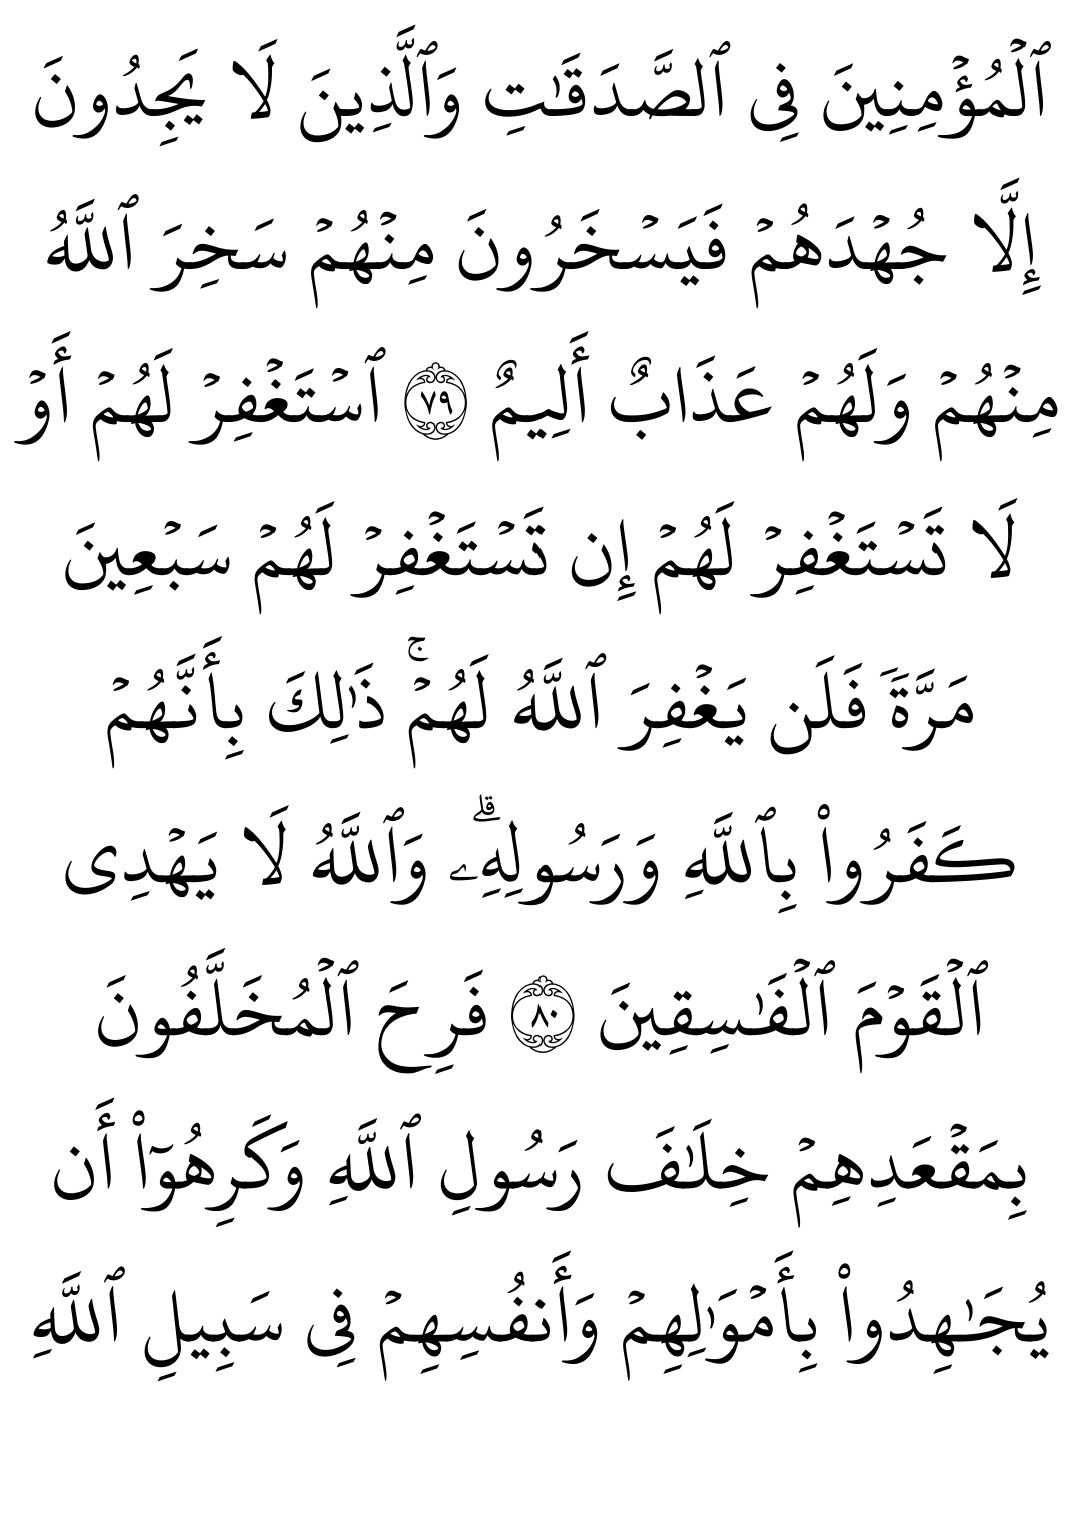 ٱلْمُؤْمِنِينَ فِى ٱلصَّدَقَـٰتِ وَٱلَّذِينَ لَا يَجِدُونَ
إِلَّا جُهْدَهُمْ فَيَسْخَرُونَ مِنْهُمْ سَخِرَ ٱللَّهُ
مِنْهُمْ وَلَهُمْ عَذَابٌ أَلِيمٌ ٧٩ ٱسْتَغْفِرْ لَهُمْ أَوْ
لَا تَسْتَغْفِرْ لَهُمْ إِن تَسْتَغْفِرْ لَهُمْ سَبْعِينَ
مَرَّةََ فَلَن يَغْفِرَ ٱللَّهُ لَهُمْ ۚ ذَٰلِكَ بِأَنَّهُمْ
كَفَرُوا۟ بِٱللَّهِ وَرَسُولِهِۦ ۗ وَٱللَّهُ لَا يَهْدِى
ٱلْقَوْمَ ٱلْفَـٰسِقِينَ ٨٠ فَرِحَ ٱلْمُخَلَّفُونَ
بِمَقْعَدِهِمْ خِلَـٰفَ رَسُولِ ٱللَّهِ وَكَرِهُوٓا۟ أَن
يُجَـٰهِدُوا۟ بِأَمْوَٰلِهِمْ وَأَنفُسِهِمْ فِى سَبِيلِ ٱللَّهِ